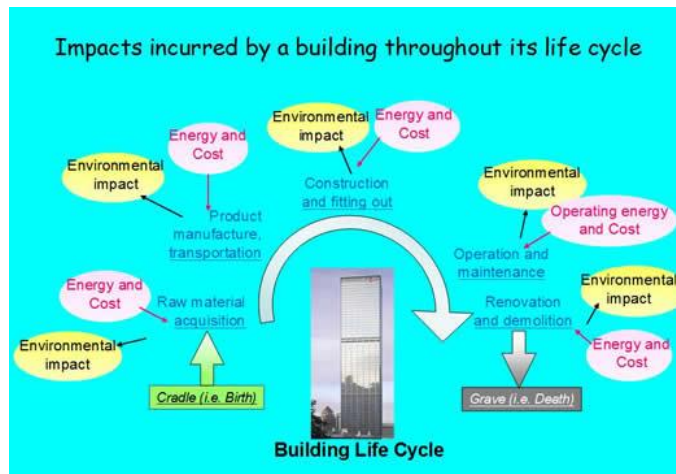 Impacts incurred by a building throughout its life cycle
Environmental
impact
Energy and
Cost
Construction
and fitting out
Energy and
Cost
Environmental
impact
Product
manufacture,
transportation
Environmental
impact
Operating energy
and Cost
Operation and
maintenance
Energy and
Cost
Raw material
acquisition
Environmental
impact
Environmental
impact
Renovation
and demolition
Energy and
Cost
Cradle (i.e. Birth)
Grave (i.e. Death)
Building Life Cycle